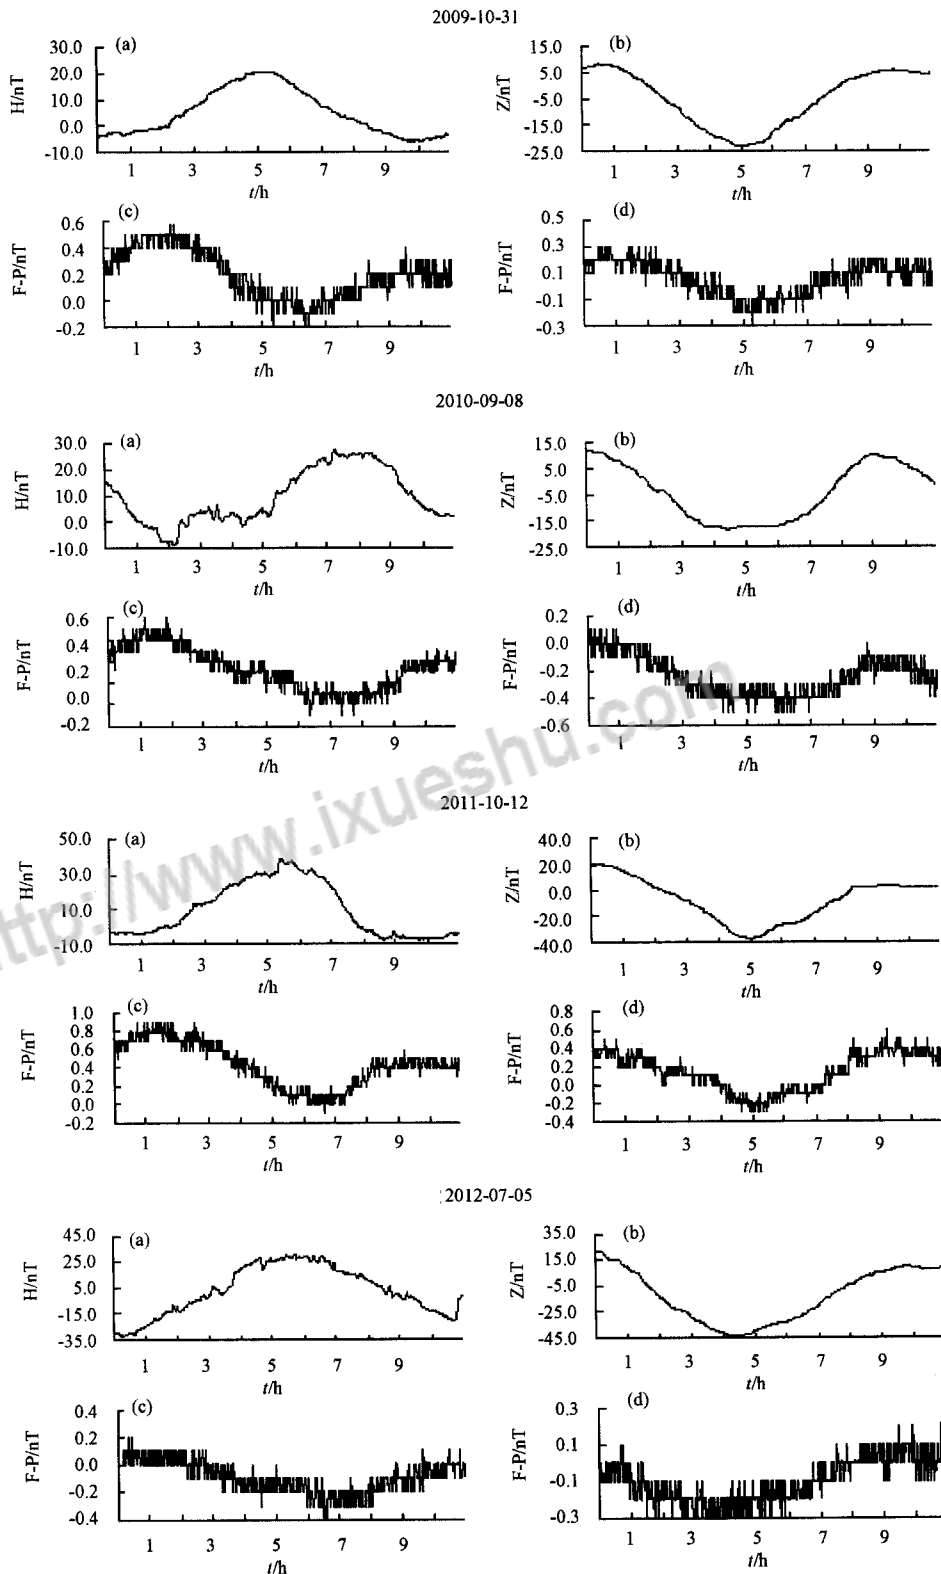 2009-10-31
(a)
30.0
20.0
10.0
0.0
-10.0
H/nT
1 3 5 7 9
t/h
(b)
15.0
5.0
-5.0
-15.0
-25.0
Z/nT
1 3 5 7 9
t/h
(c)
0.6
0.4
0.2
0.0
-0.2
F-P/nT
1 3 5 7 9
t/h
(d)
0.5
0.3
0.1
-0.1
-0.3
F-P/nT
1 3 5 7 9
t/h
2010-09-08
(a)
30.0
20.0
10.0
0.0
-10.0
H/nT
1 3 5 7 9
t/h
(b)
15.0
5.0
-5.0
-15.0
-25.0
Z/nT
1 3 5 7 9
t/h
(c)
0.6
0.4
0.2
0.0
-0.2
F-P/nT
1 3 5 7 9
t/h
(d)
0.2
0.0
-0.2
-0.4
-0.6
F-P/nT
1 3 5 7 9
t/h
http://www.ixueshu.com
2011-10-12
(a)
50.0
30.0
10.0
-10.0
H/nT
1 3 5 7 9
t/h
(b)
40.0
20.0
0.0
-20.0
-40.0
Z/nT
1 3 5 7 9
t/h
(c)
1.0
0.8
0.6
0.4
0.2
0.0
-0.2
F-P/nT
1 3 5 7 9
t/h
(d)
0.8
0.6
0.4
0.2
0.0
-0.2
-0.4
F-P/nT
1 3 5 7 9
t/h
2012-07-05
(a)
45.0
25.0
5.0
-15.0
-35.0
H/nT
1 3 5 7 9
t/h
(b)
35.0
15.0
-5.0
-25.0
-45.0
Z/nT
1 3 5 7 9
t/h
(c)
0.4
0.2
0.0
-0.2
-0.4
F-P/nT
1 3 5 7 9
t/h
(d)
0.3
0.1
-0.1
-0.3
F-P/nT
1 3 5 7 9
t/h